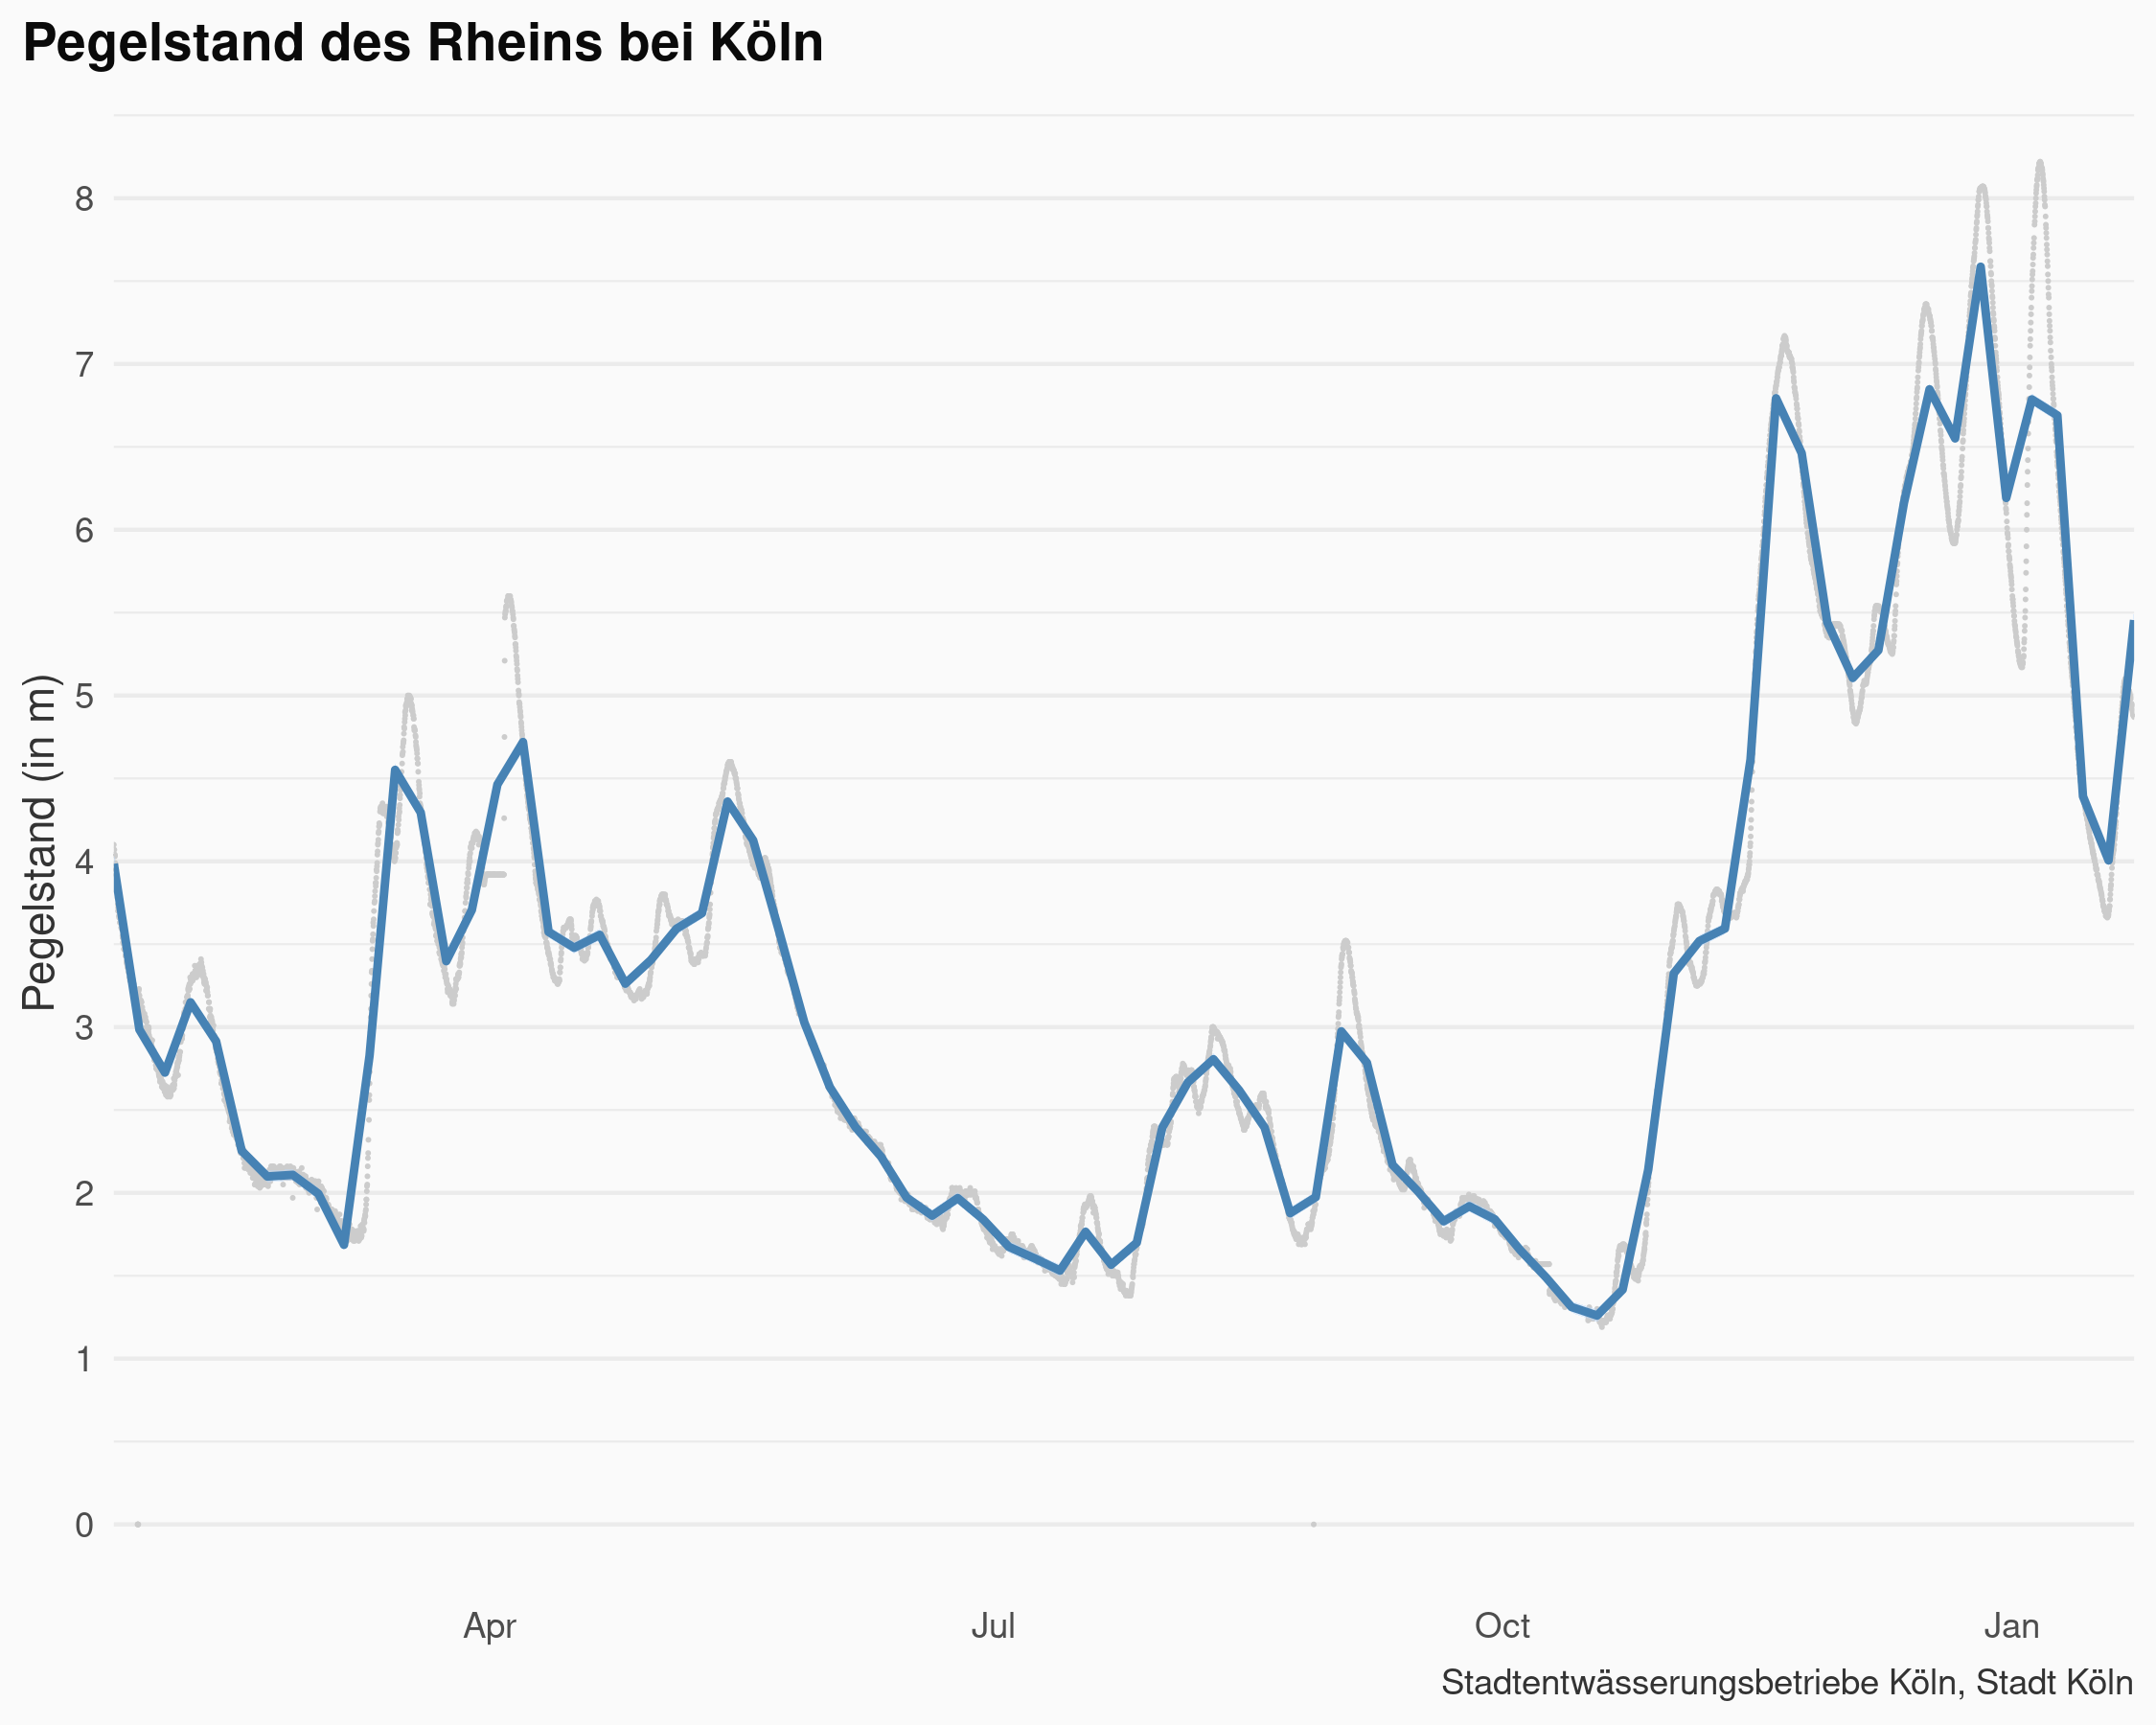 Pegelstand des Rheins bei Köln
Pegelstand (in m)
8
7
6
5
4
3
2
1
0
Apr Jul Oct Jan
Stadtentwässerungsbetriebe Köln, Stadt Köln